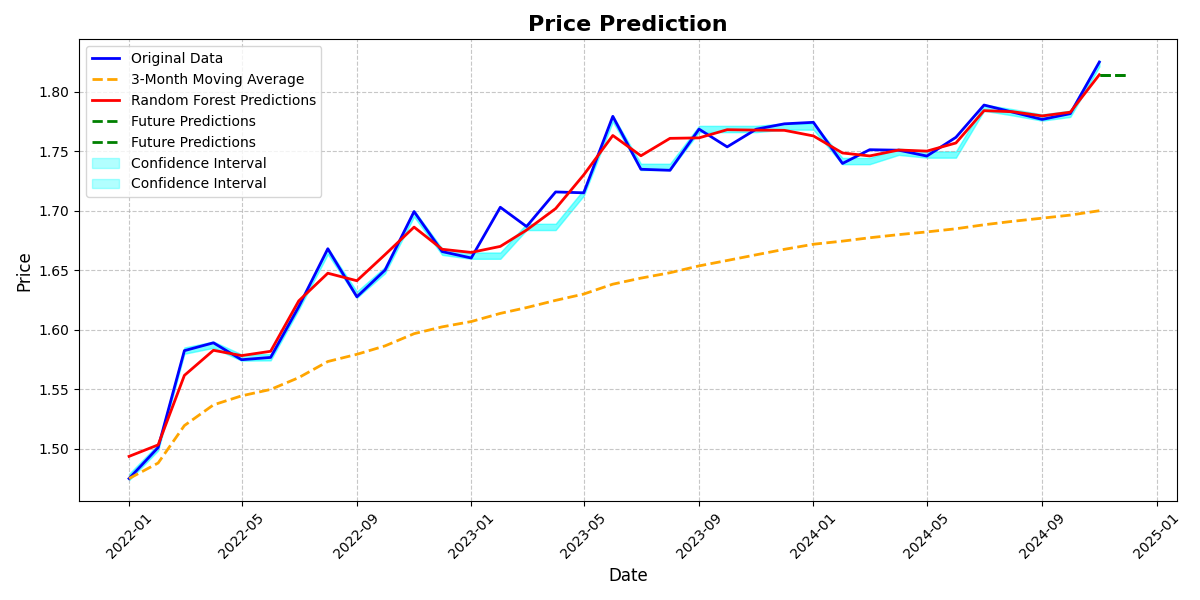 Price Prediction
Original Data
3-Month Moving Average
Random Forest Predictions
Future Predictions
Future Predictions
Confidence Interval
Confidence Interval
Price
1.80
1.75
1.70
1.65
1.60
1.55
1.50
2022-01
2022-05
2022-09
2023-01
2023-05
2023-09
2024-01
2024-05
2024-09
2025-01
Date